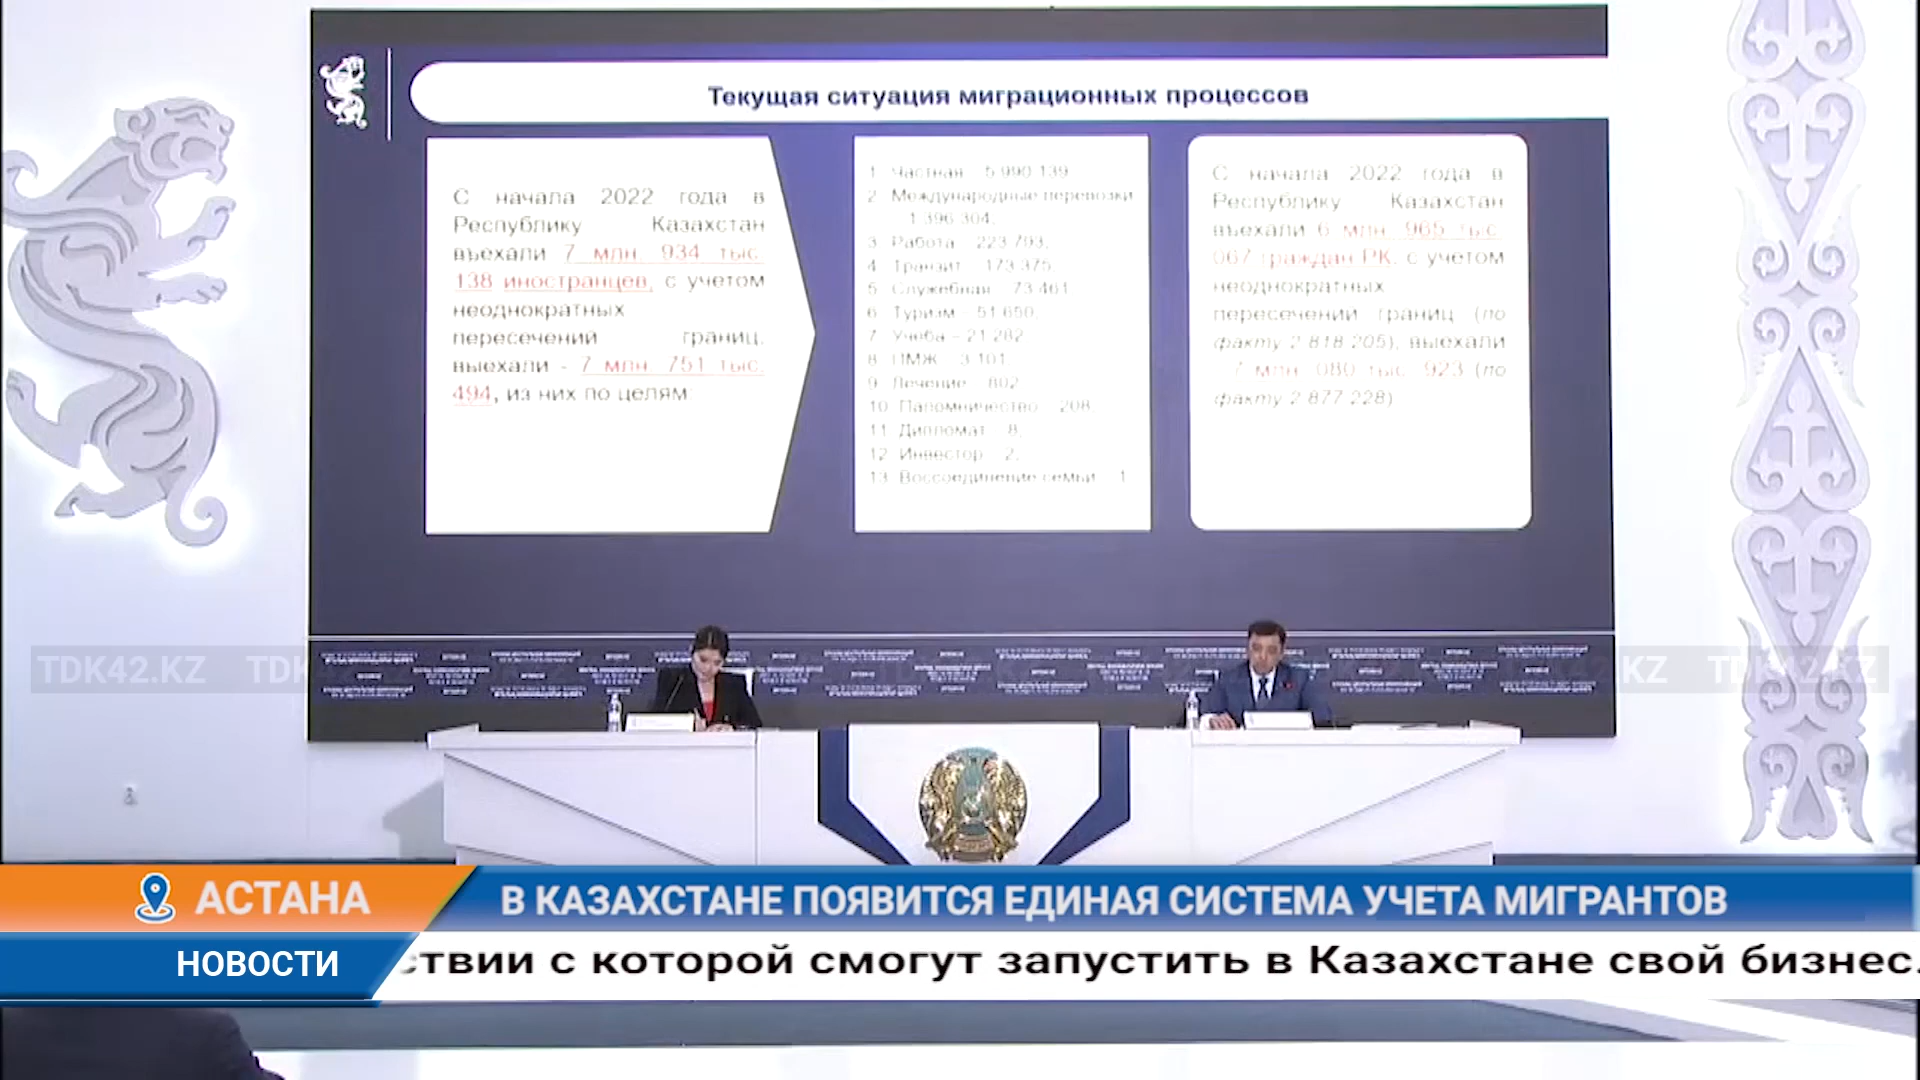 Текущая ситуация миграционных процессов
С начала 2022 года в
Республику Казахстан
въехали 7 млн. 934 тыс.
138 иностранцев, с учетом
неоднократных
пересечений границ,
выехали - 7 млн. 751 тыс.
494, из них по целям:
1. Частная 5 990 139
2. Международные перевозки
1 396 304,
3. Работа 223 793,
4. Транзит 173 375,
5. Служебная 73 461
6. Туризм - 51 650,
7. Учеба - 21 282
8. ПМЖ 3 101
9. Лечение 802
10. Паломничество 208
11. Дипломат 8,
12. Инвестор 2,
13. Воссоединение семьи 1
С начала 2022 года в
Республику Казахстан
въехали 6 млн. 965 тыс.
067 граждан РК, с учетом
неоднократных
пересечений границ (по
факту 2 818 205), выехали
7 млн. 080 тыс. 923 (по
факту 2 877 228)
TDK42.KZ TDK TDK42.KZ
АСТАНА
В КАЗАХСТАНЕ ПОЯВИТСЯ ЕДИНАЯ СИСТЕМА УЧЕТА МИГРАНТОВ
НОВОСТИ
ствии с которой смогут запустить в Казахстане свой бизнес.